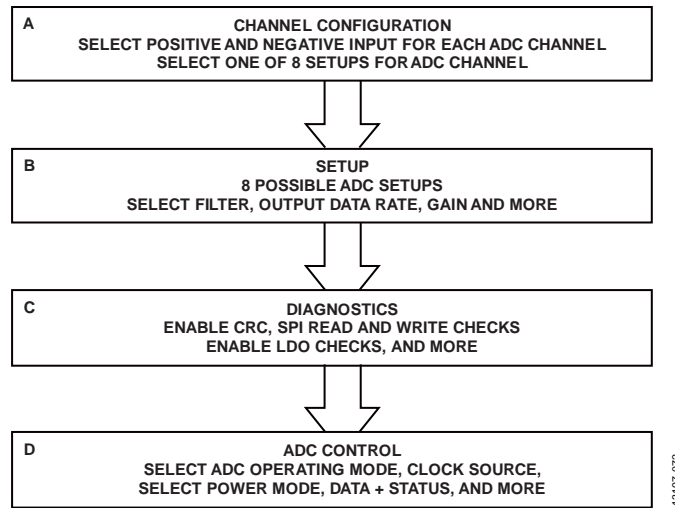 A
CHANNEL CONFIGURATION
SELECT POSITIVE AND NEGATIVE INPUT FOR EACH ADC CHANNEL
SELECT ONE OF 8 SETUPS FOR ADC CHANNEL
B
SETUP
8 POSSIBLE ADC SETUPS
SELECT FILTER, OUTPUT DATA RATE, GAIN AND MORE
C
DIAGNOSTICS
ENABLE CRC, SPI READ AND WRITE CHECKS
ENABLE LDO CHECKS, AND MORE
D
ADC CONTROL
SELECT ADC OPERATING MODE, CLOCK SOURCE,
SELECT POWER MODE, DATA + STATUS, AND MORE